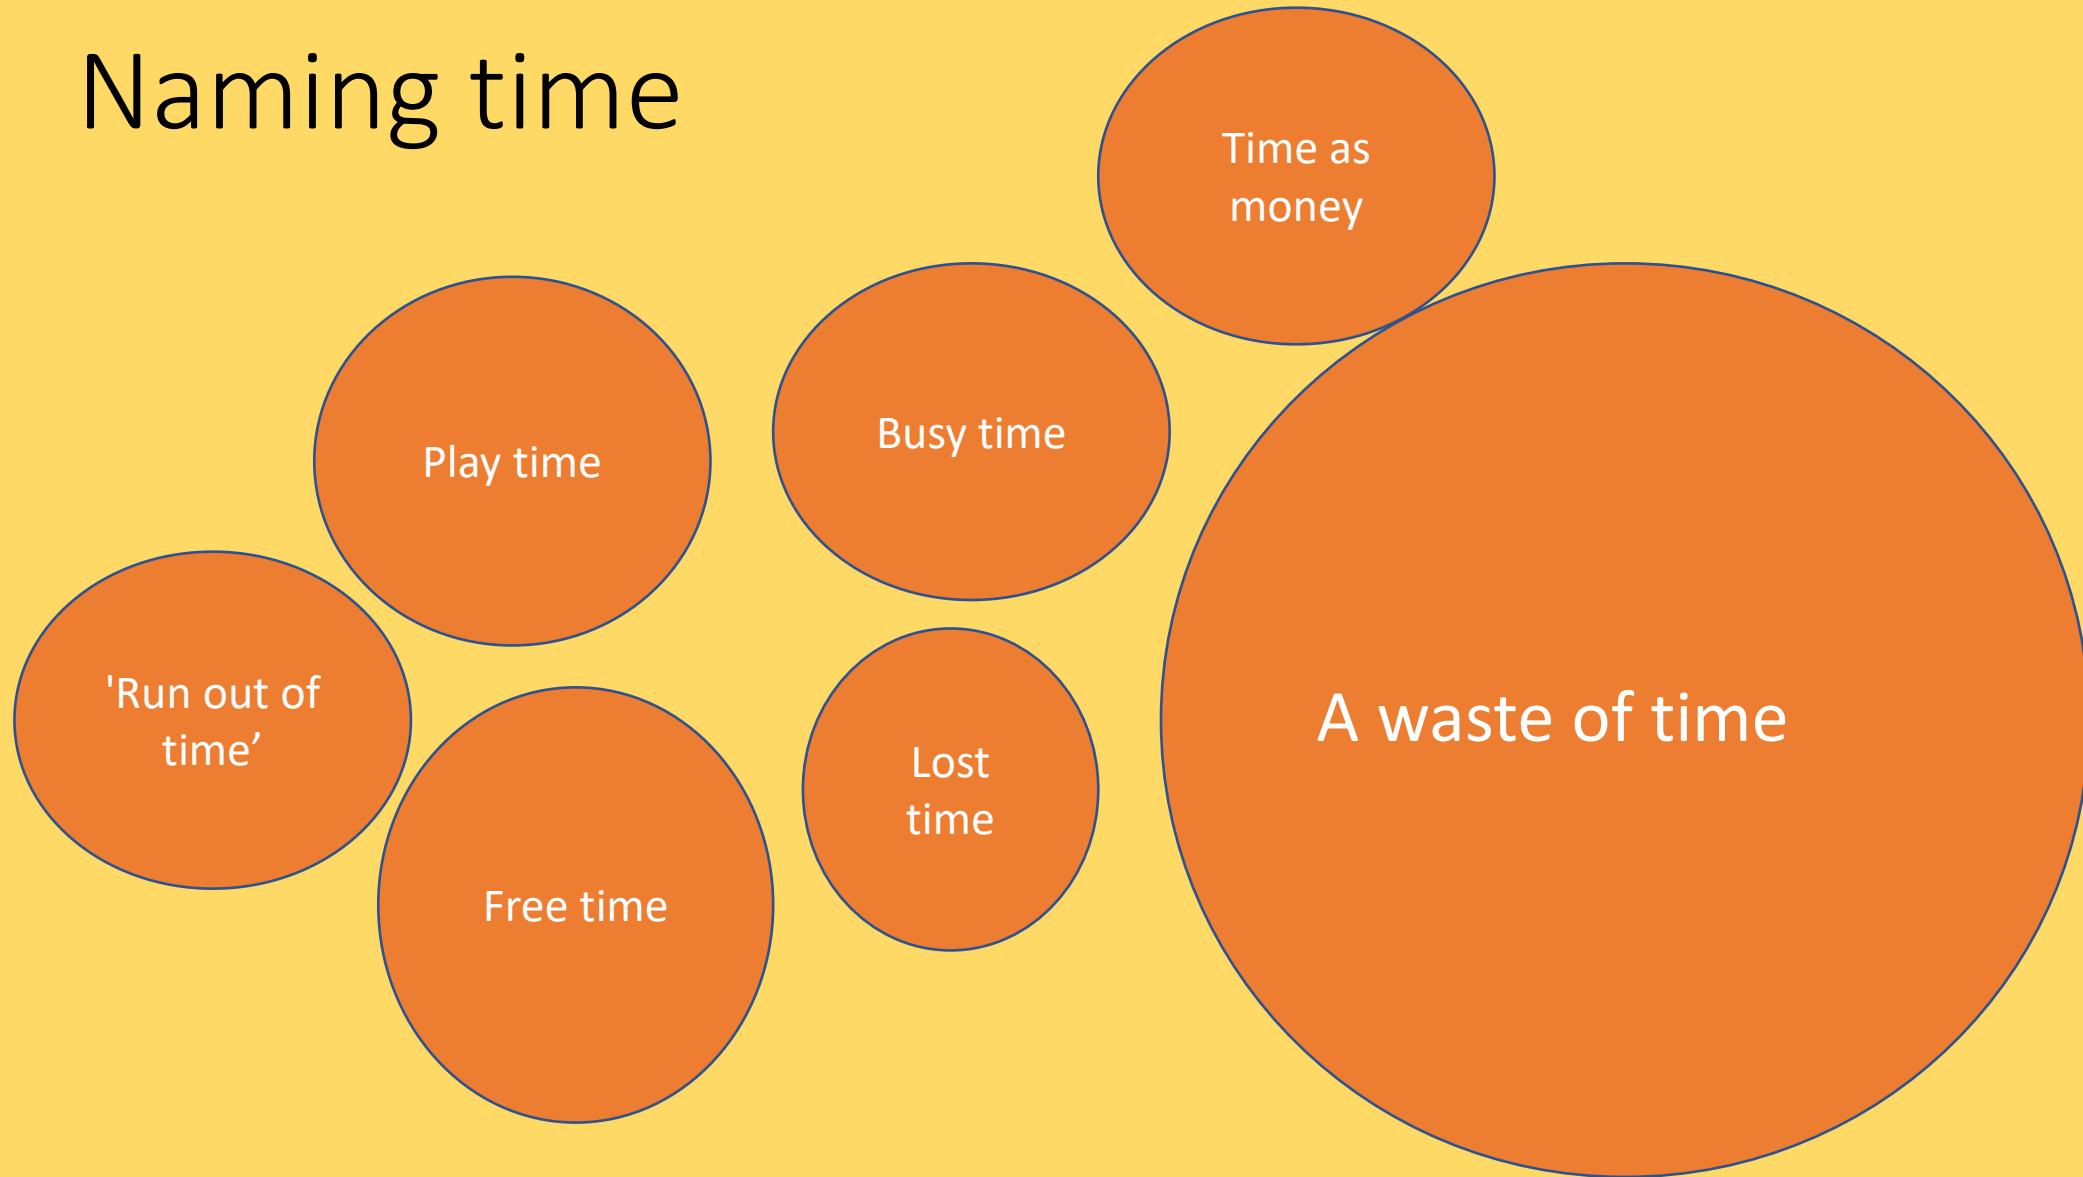 Naming time
Time as
money
Play time
Busy time
'Run out of
time’
Free time
Lost
time
A waste of time